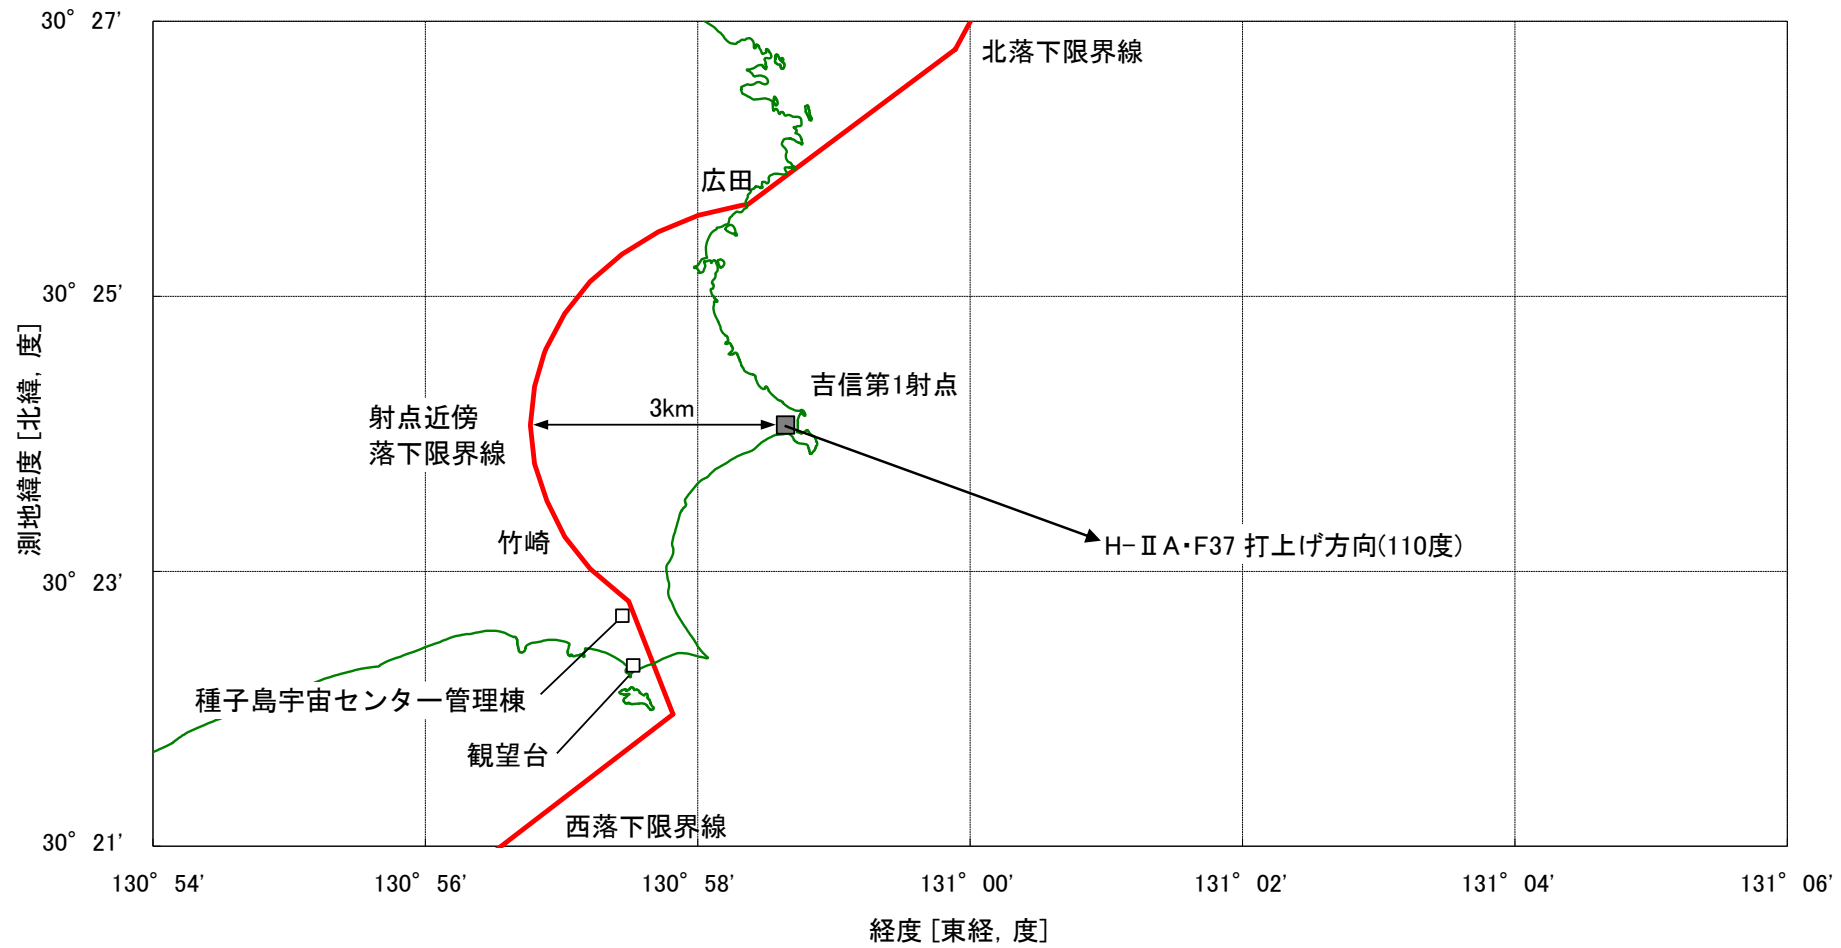 30° 27'
北落下限界線
広田
30° 25'
吉信第1射点
3km
射点近傍
落下限界線
測地緯度 [北緯, 度]
竹崎
H-ⅡA・F37 打上げ方向(110度)
30° 23'
種子島宇宙センター管理棟
観望台
西落下限界線
30° 21'
130° 54'
130° 56'
130° 58'
131° 00'
131° 02'
131° 04'
131° 06'
経度 [東経, 度]